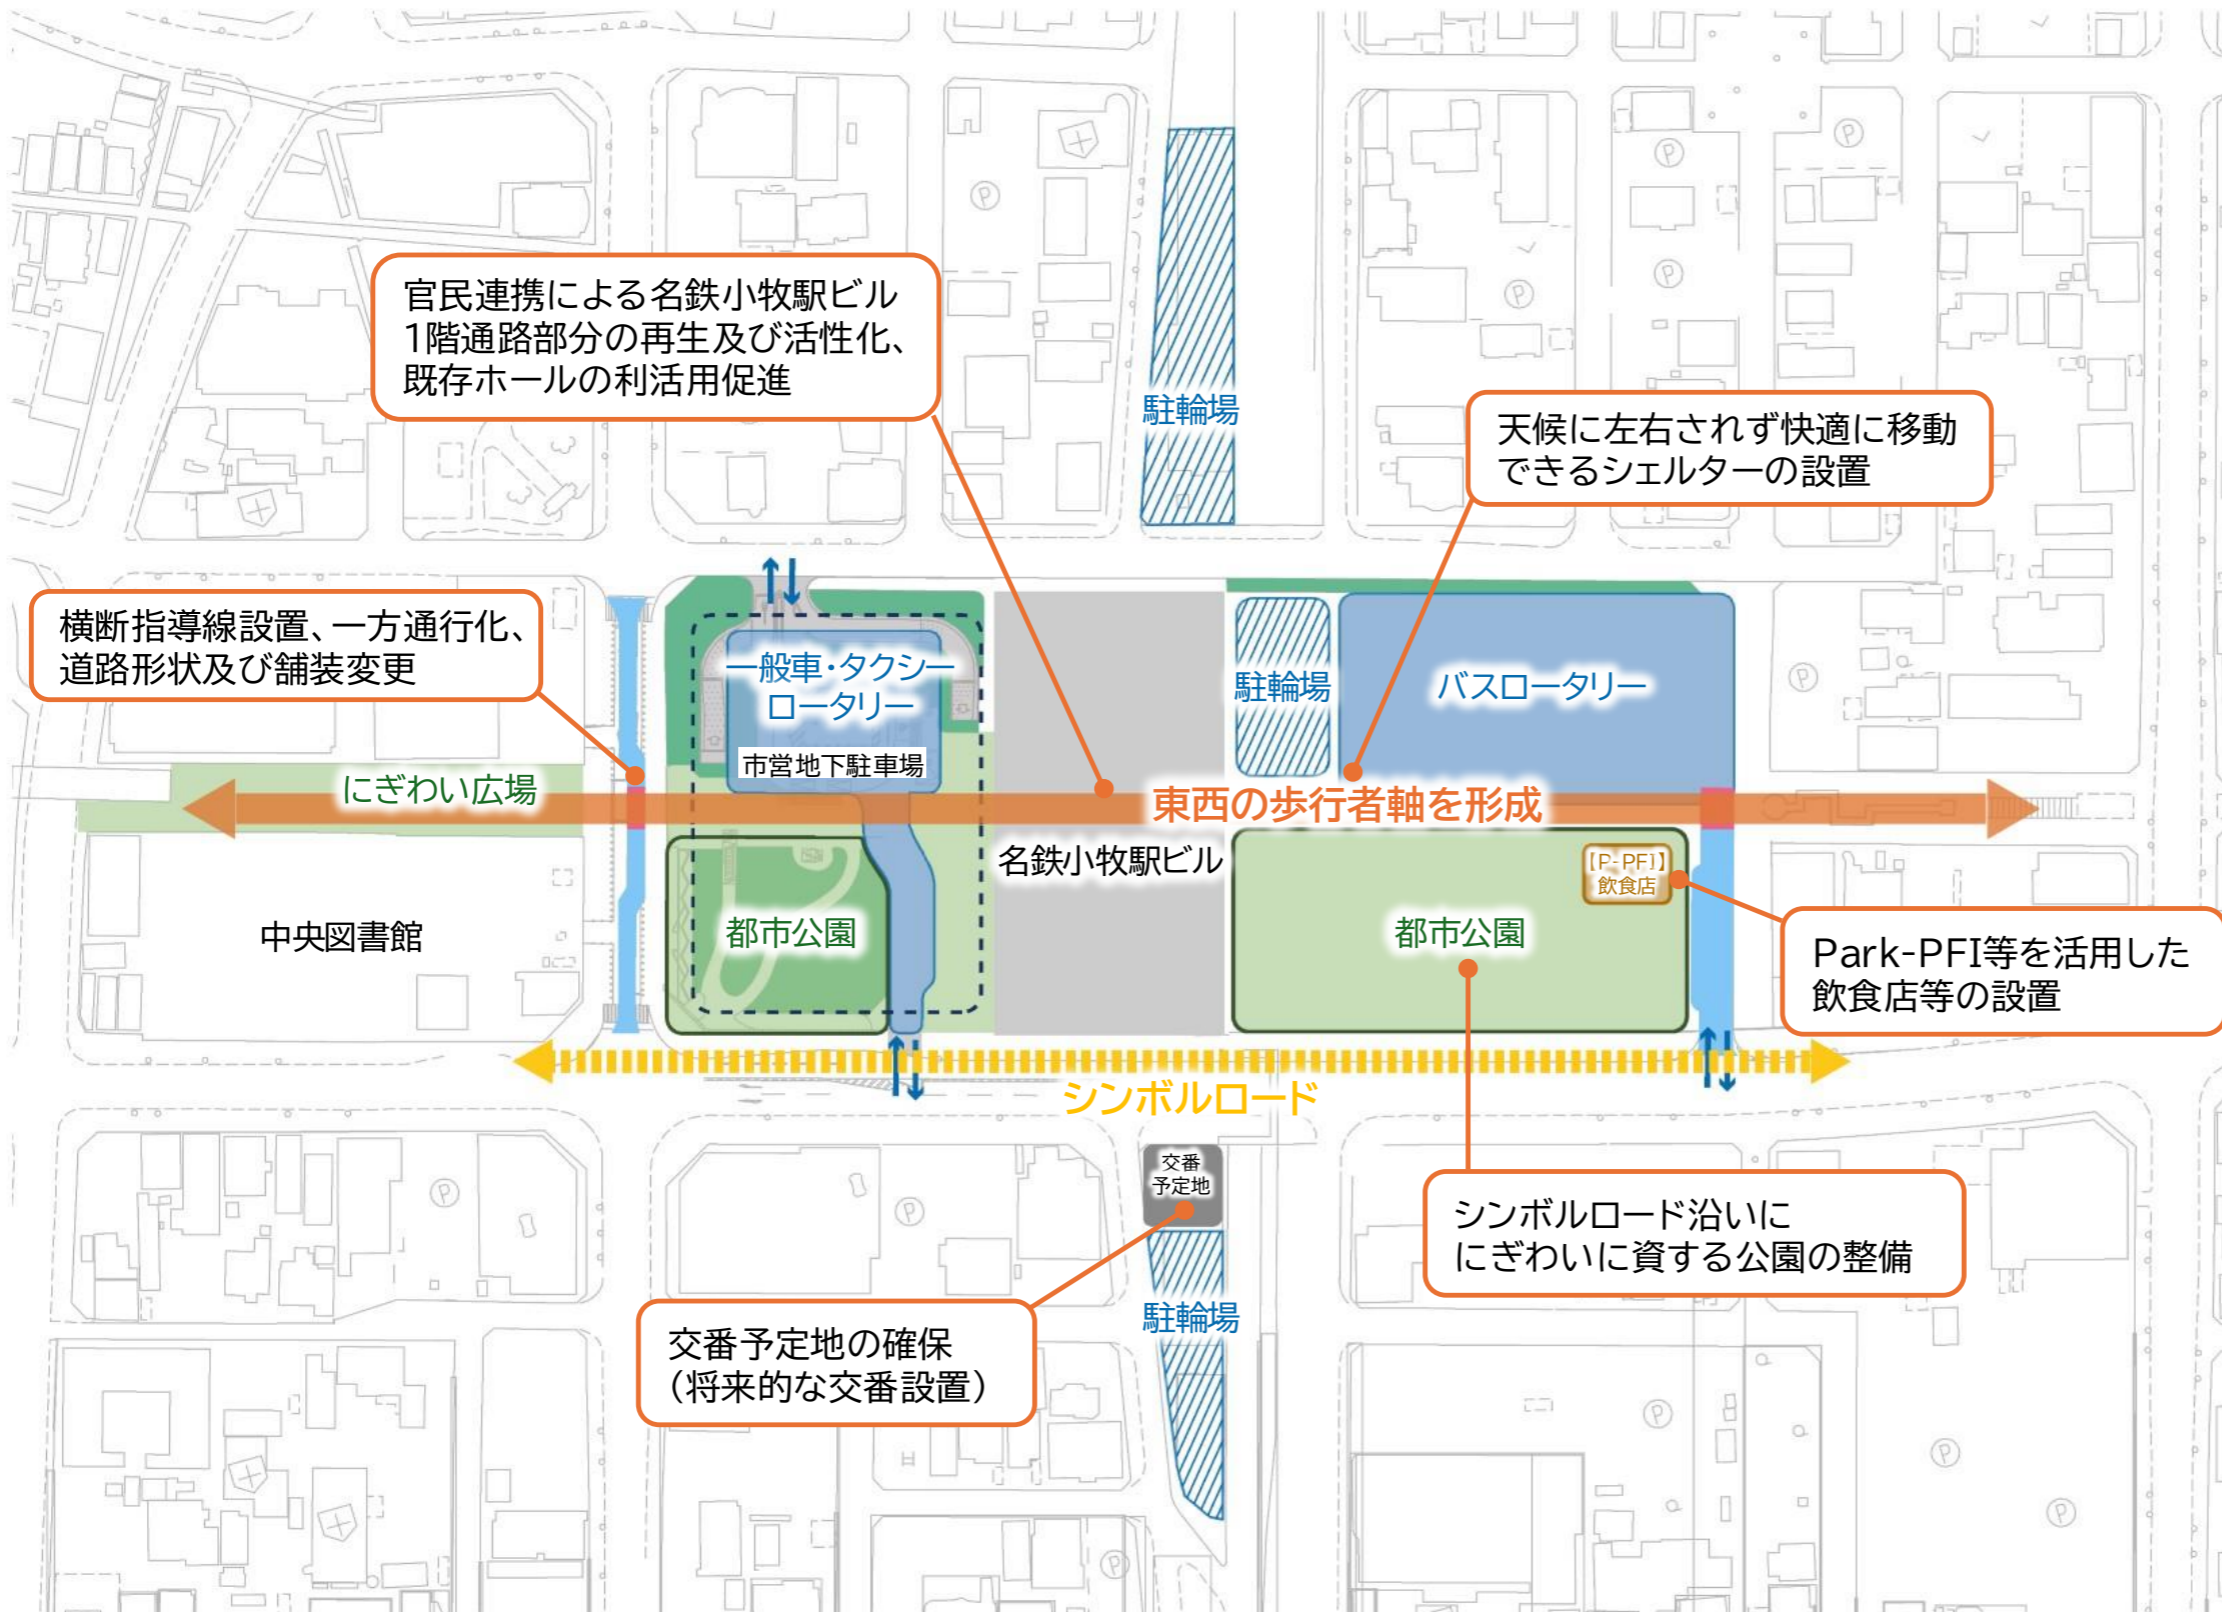 官民連携による名鉄小牧駅ビル
1階通路部分の再生及び活性化、
既存ホールの利活用促進
駐輪場
天候に左右されず快適に移動
できるシェルターの設置
横断指導線設置、一方通行化、
道路形状及び舗装変更
一般車・タクシー
ロータリー
市営地下駐車場
駐輪場
バスロータリー
にぎわい広場
東西の歩行者軸を形成
名鉄小牧駅ビル
【P-PFI】
飲食店
中央図書館
都市公園
都市公園
Park-PFI等を活用した
飲食店等の設置
シンボルロード
交番
予定地
シンボルロード沿いに
にぎわいに資する公園の整備
駐輪場
交番予定地の確保
（将来的な交番設置）
P
P
P
P
P
P
P
P
P
P
P
P
P